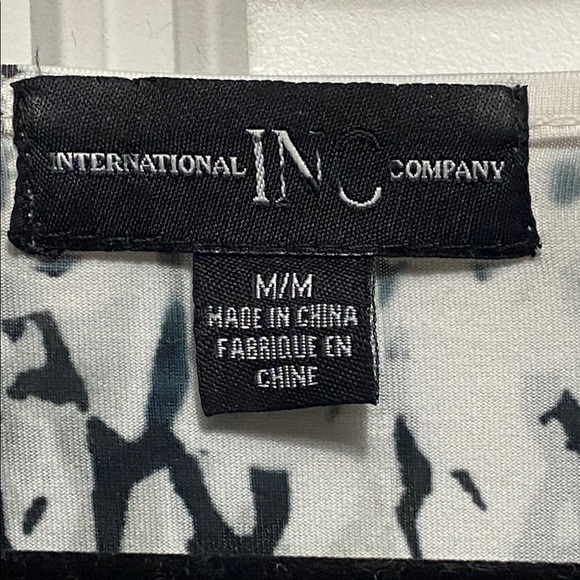 INTERNATIONAL INC COMPANY
M/M
MADE IN CHINA
FABRIQUE EN
CHINE